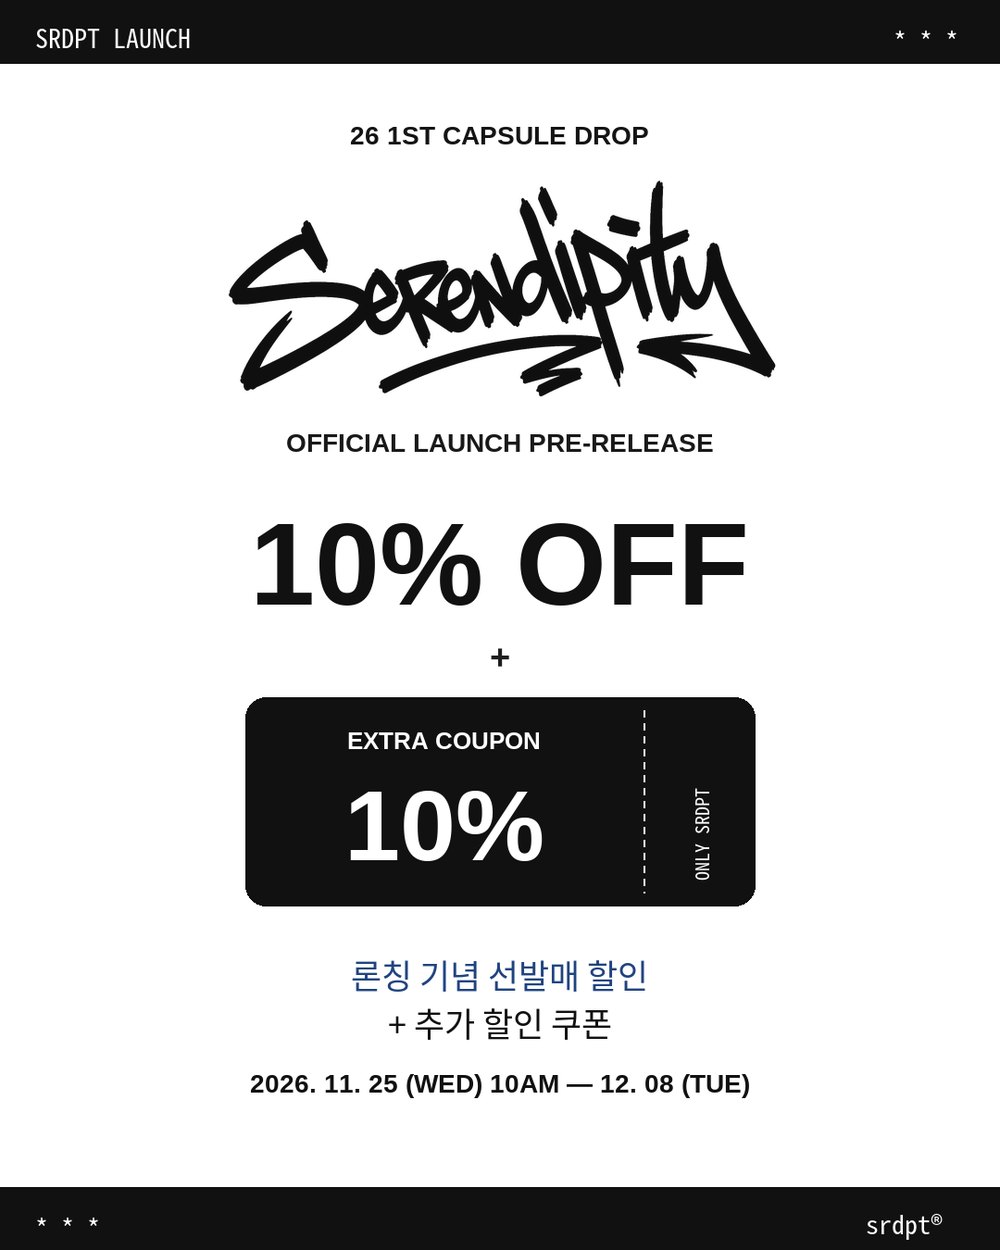 SRDPT LAUNCH
* * *
26 1ST CAPSULE DROP
Serendipity
OFFICIAL LAUNCH PRE-RELEASE
10% OFF
+
EXTRA COUPON
10%
ONLY SRDPT
론칭 기념 선발매 할인
+ 추가 할인 쿠폰
2026. 11. 25 (WED) 10AM — 12. 08 (TUE)
* * *
srdpt®